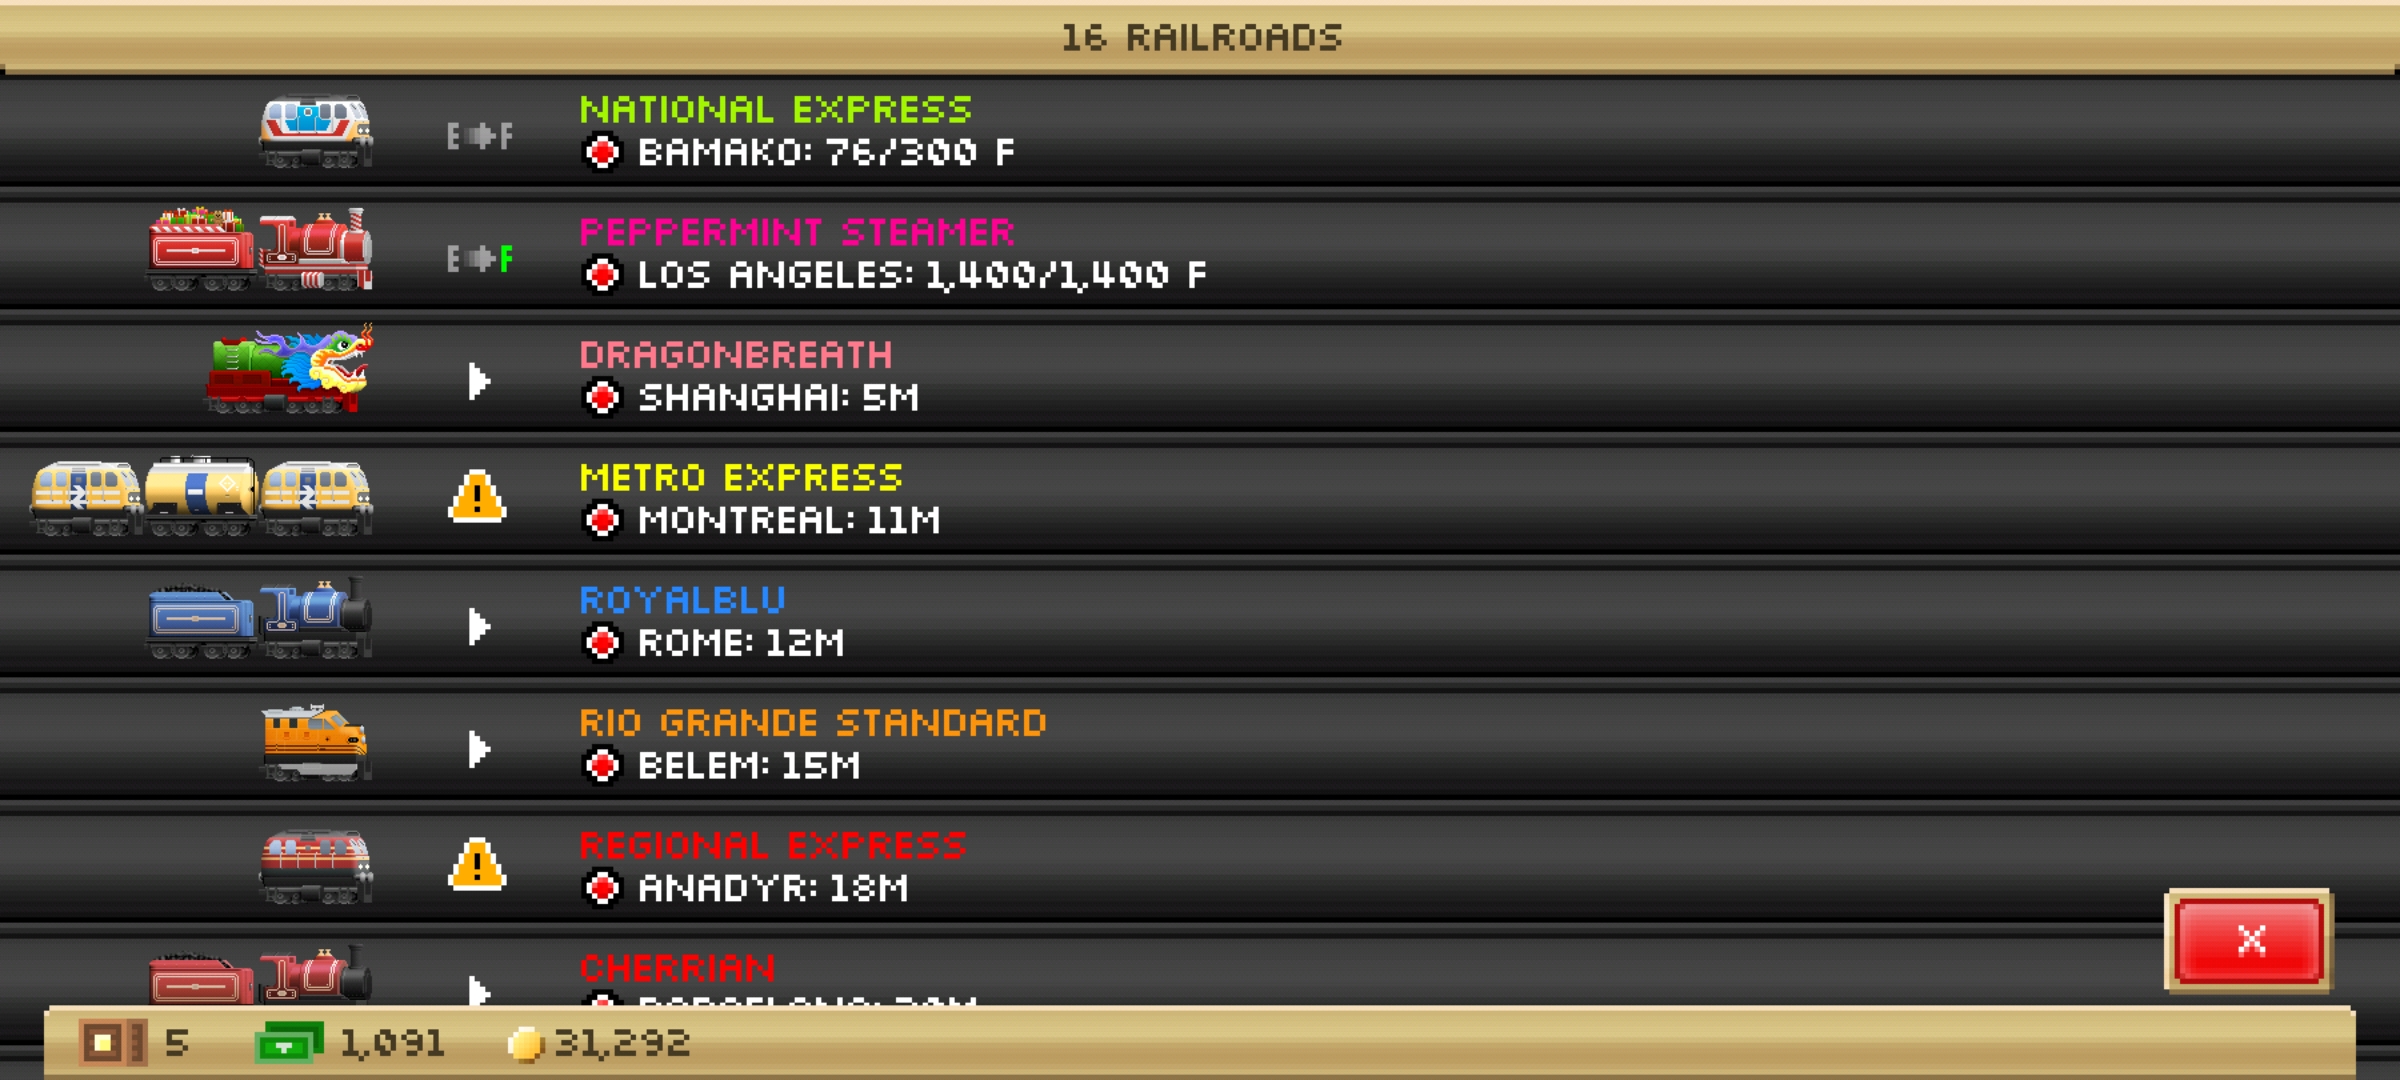 16 RAILROADS
NATIONAL EXPRESS
E F
BAMAKO: 76/300 F
PEPPERMINT STEAMER
E F
LOS ANGELES: 1,400/1,400 F
DRAGONBREATH
SHANGHAI: 5M
METRO EXPRESS
!
MONTREAL: 11M
ROYALBLU
ROME: 12M
RIO GRANDE STANDARD
BELEM: 15M
REGIONAL EXPRESS
!
ANADYR: 18M
X
CHERRIAN
5 1,091 31,292